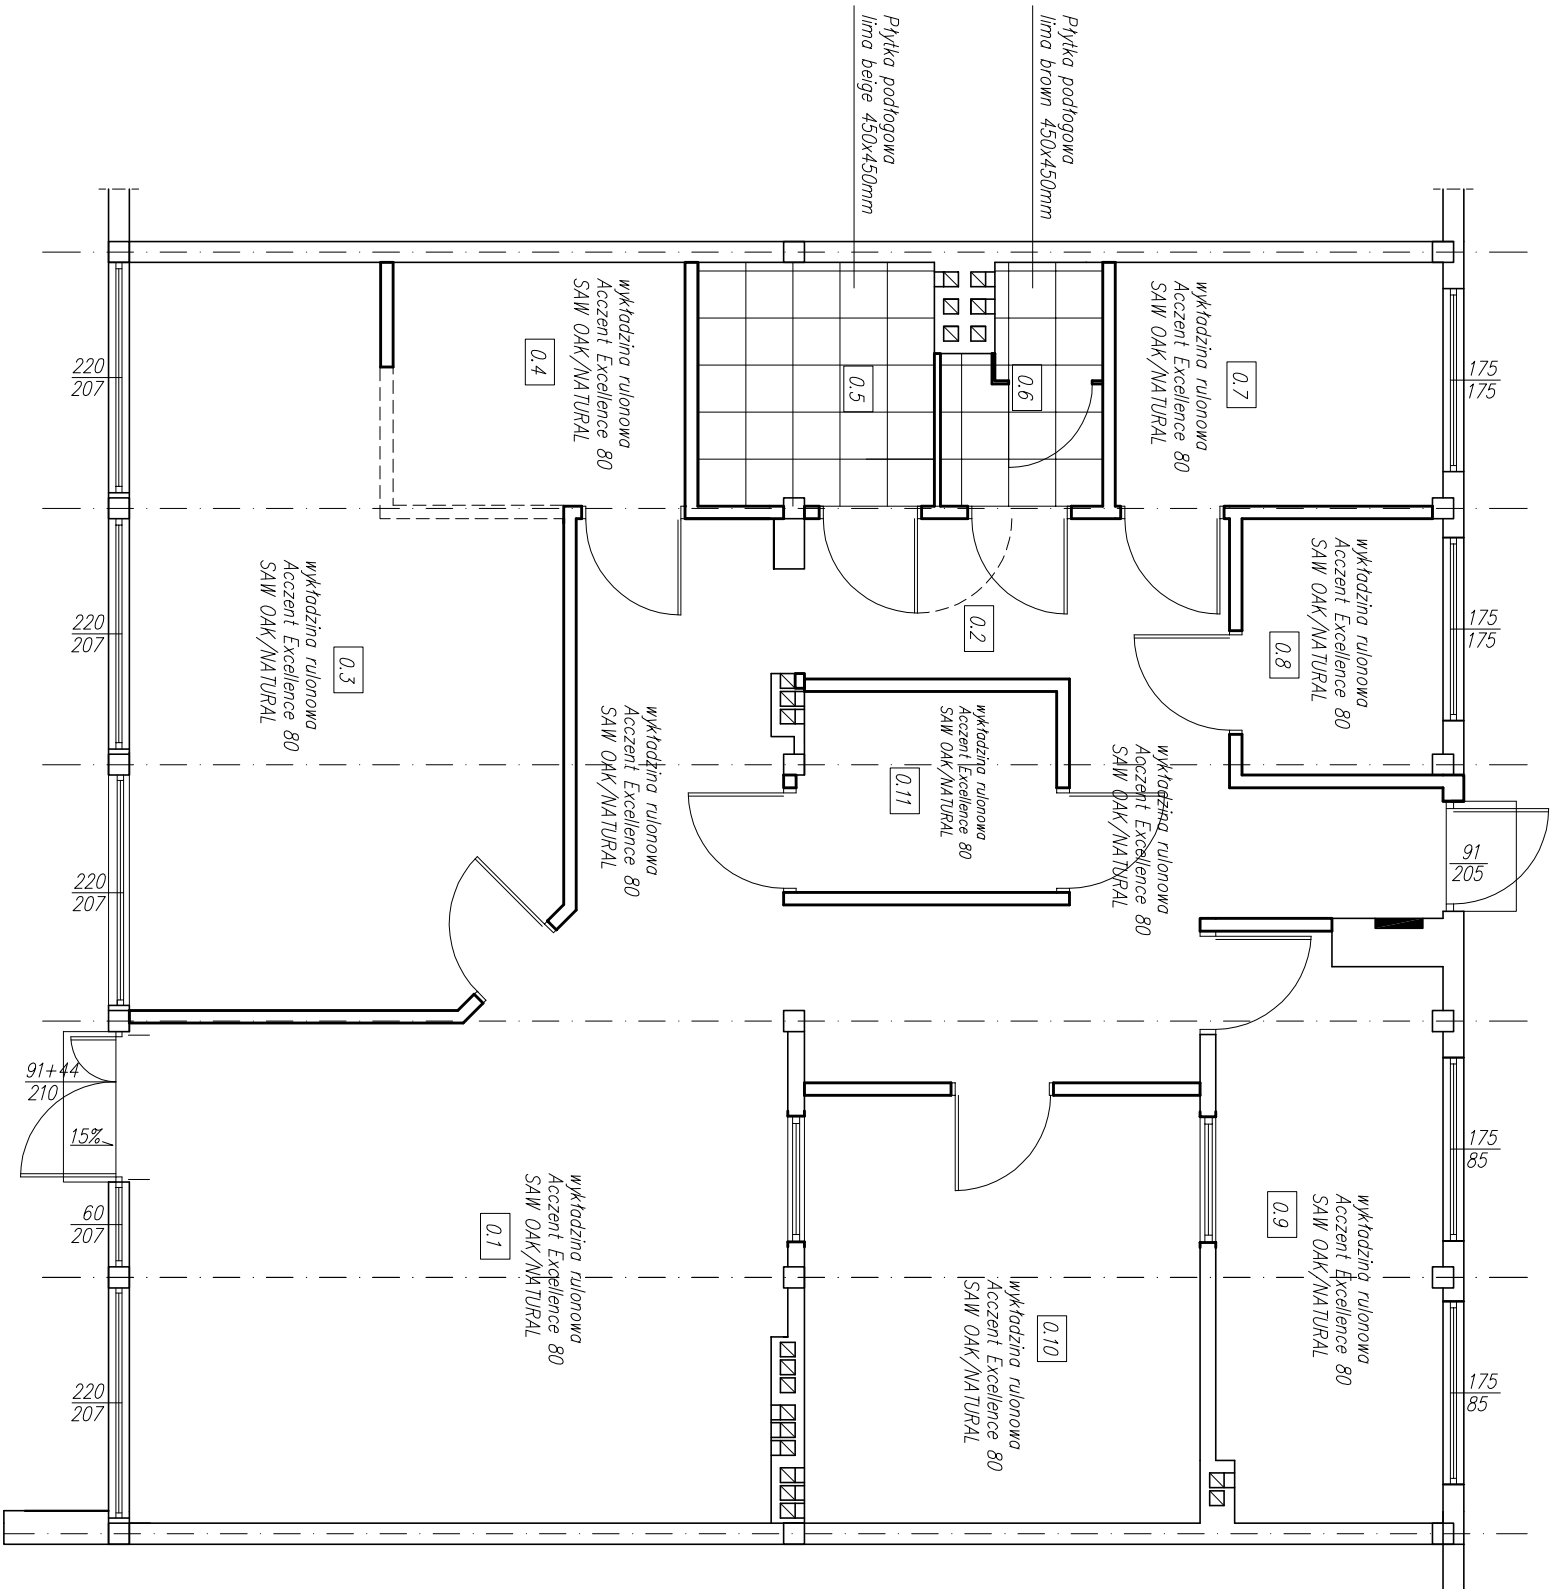 Płytka podłogowa
lima brown 450x450mm
Płytka podłogowa
lima beige 450x450mm
175
175
175
175
91
205
175
85
175
85
wykładzina rulonowa
Acczent Excellence 80
SAW OAK/NATURAL
0.7
wykładzina rulonowa
Acczent Excellence 80
SAW OAK/NATURAL
0.8
wykładzina rulonowa
Acczent Excellence 80
SAW OAK/NATURAL
0.9
0.6
0.5
0.2
wykładzina rulonowa
Acczent Excellence 80
SAW OAK/NATURAL
wykładzina rulonowa
Acczent Excellence 80
SAW OAK/NATURAL
0.11
wykładzina rulonowa
Acczent Excellence 80
SAW OAK/NATURAL
0.10
wykładzina rulonowa
Acczent Excellence 80
SAW OAK/NATURAL
0.4
wykładzina rulonowa
Acczent Excellence 80
SAW OAK/NATURAL
wykładzina rulonowa
Acczent Excellence 80
SAW OAK/NATURAL
0.1
0.3
wykładzina rulonowa
Acczent Excellence 80
SAW OAK/NATURAL
220
207
220
207
220
207
91+44
210
15%
60
207
220
207